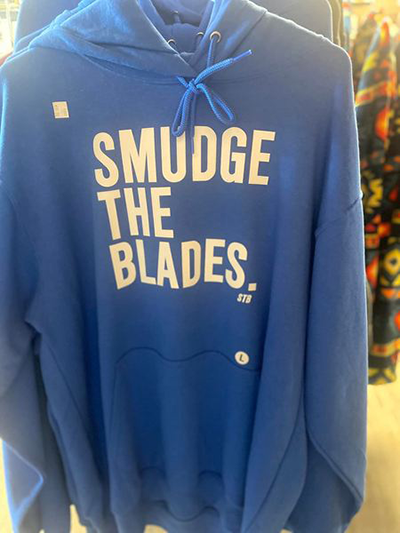 SMUDGE
THE
BLADES.
STB
L